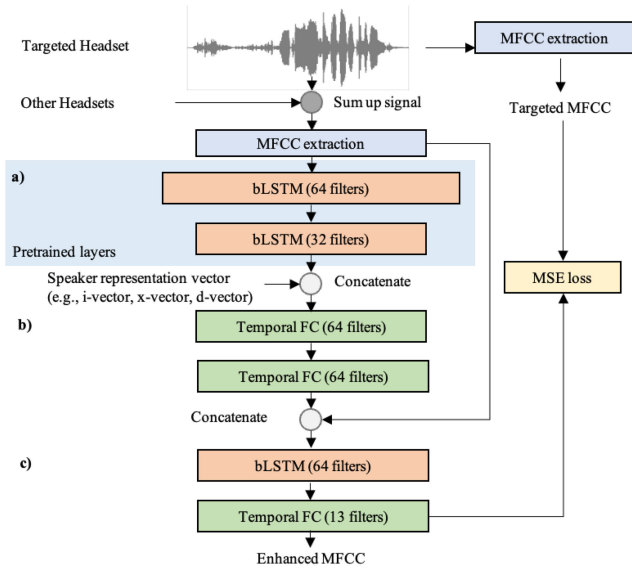 Targeted Headset
MFCC extraction
Other Headsets
Sum up signal
Targeted MFCC
MFCC extraction
a)
bLSTM (64 filters)
bLSTM (32 filters)
Pretrained layers
Speaker representation vector
(e.g., i-vector, x-vector, d-vector)
Concatenate
MSE loss
b)
Temporal FC (64 filters)
Temporal FC (64 filters)
Concatenate
c)
bLSTM (64 filters)
Temporal FC (13 filters)
Enhanced MFCC